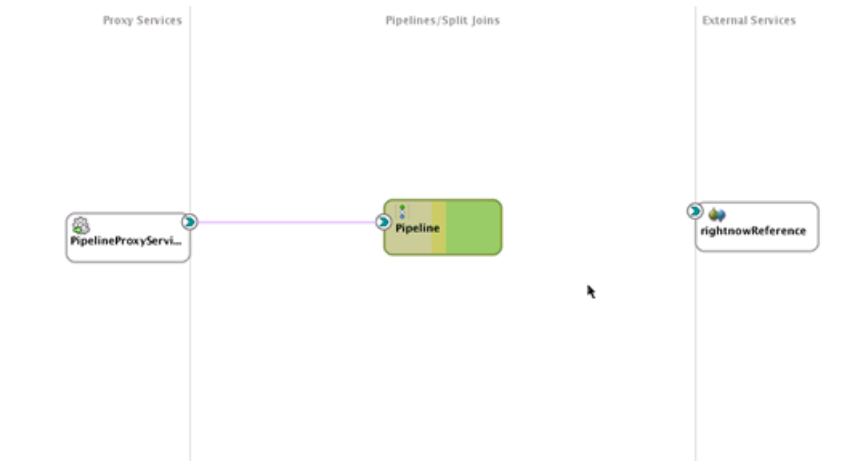 Proxy Services
Pipelines/Split Joins
External Services
PipelineProxyServi...
Pipeline
rightnowReference